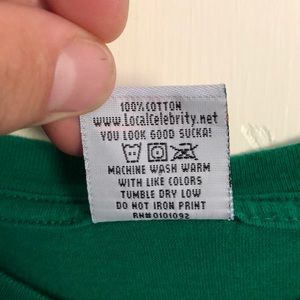 100% COTTON
www.LocalCelebrity.net
YOU LOOK GOOD SUCKA!
MACHINE WASH WARM
WITH LIKE COLORS
TUMBLE DRY LOW
DO NOT IRON PRINT
RN# 0101092